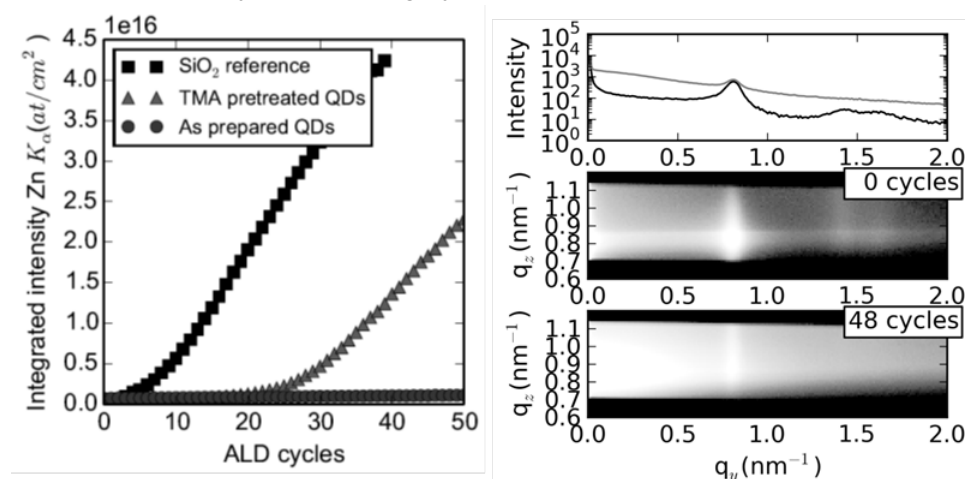 1e16
4.5
4.0
3.5
3.0
2.5
2.0
1.5
1.0
0.5
0.0
Integrated intensity Zn Kα(at/cm²)
SiO₂ reference
TMA pretreated QDs
As prepared QDs
0 10 20 30 40 50
ALD cycles
Intensity
10⁵
10⁴
10³
10²
10¹
10⁰
0.0 0.5 1.0 1.5 2.0
0 cycles
q_z(nm⁻¹)
1.1
1.0
0.9
0.8
0.7
0.6
0.0 0.5 1.0 1.5 2.0
48 cycles
q_z(nm⁻¹)
1.1
1.0
0.9
0.8
0.7
0.6
0.0 0.5 1.0 1.5 2.0
q_y(nm⁻¹)